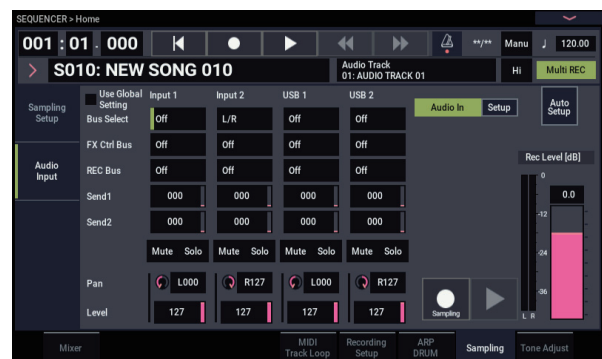 SEQUENCER > Home
001 : 01 . 000 **/** Manu ♩ 120.00
S010: NEW SONG 010 Audio Track 01: AUDIO TRACK 01 Hi Multi REC
Sampling Setup
Audio Input
Use Global Setting Input 1 Input 2 USB 1 USB 2 Audio In Setup Auto Setup
Bus Select Off L/R Off Off
FX Ctrl Bus Off Off Off Off
REC Bus Off Off Off Off
Send1 000 000 000 000
Send2 000 000 000 000
Mute Solo Mute Solo Mute Solo Mute Solo
Pan L000 R127 L000 R127
Level 127 127 127 127
Rec Level [dB]
0 0.0
-12
-24
-36
L R
Sampling
Mixer MIDI Track Loop Recording Setup ARP DRUM Sampling Tone Adjust